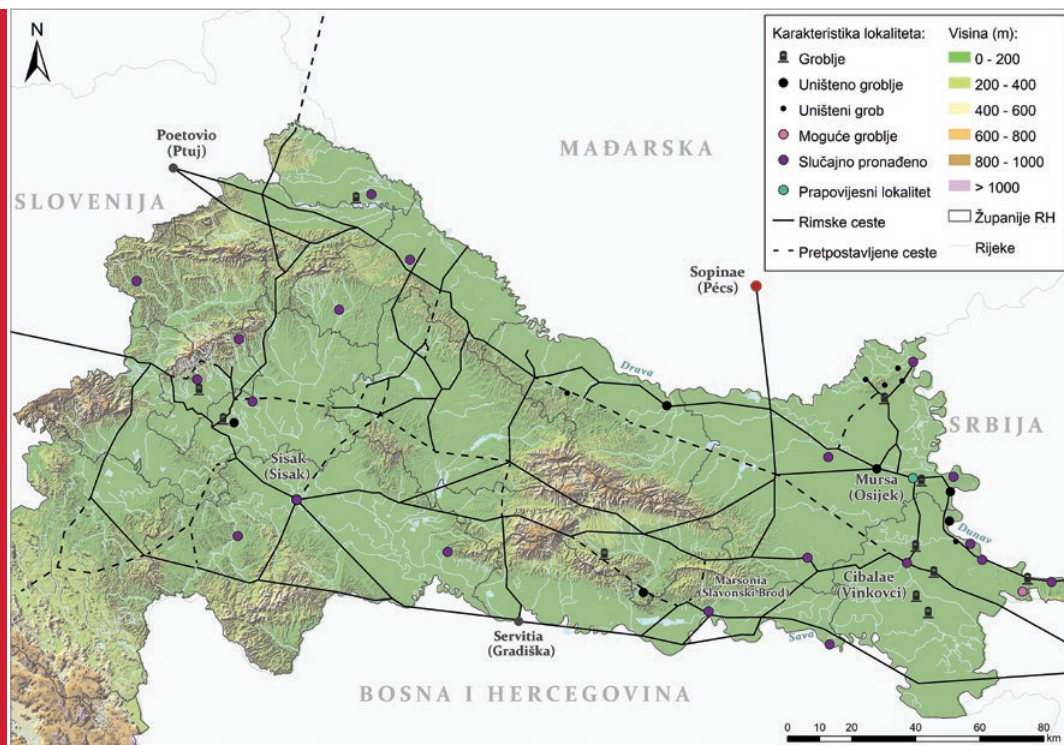 N
Karakteristika lokaliteta:
Groblje
Uništeno groblje
Uništeni grob
Moguće groblje
Slučajno pronađeno
Prapovijesni lokalitet
Rimske ceste
Pretpostavljene ceste
Visina (m):
0 - 200
200 - 400
400 - 600
600 - 800
800 - 1000
> 1000
Županije RH
Rijeke
Poetovio
(Ptuj)
MAĐARSKA
SLOVENIJA
Sopinae
(Pécs)
Drava
SRBIJA
Sisak
(Sisak)
Mursa
(Osijek)
Dunav
Marsonia
(Slavonski Brod)
Cibalae
(Vinkovci)
Servitia
(Gradiška)
Sava
BOSNA I HERCEGOVINA
0 10 20 40 60 80
km